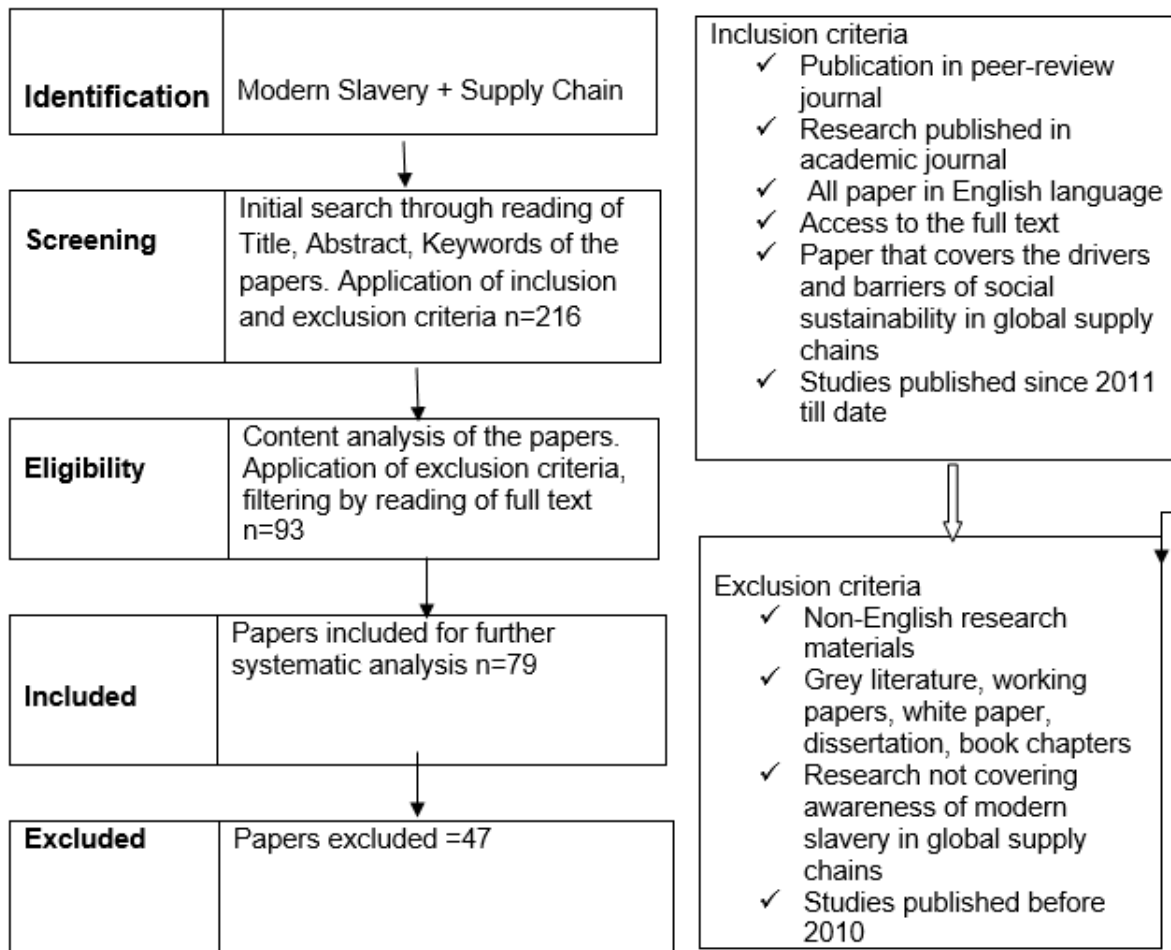 Identification
Modern Slavery + Supply Chain
Screening
Initial search through reading of
Title, Abstract, Keywords of the
papers. Application of inclusion
and exclusion criteria n=216
Eligibility
Content analysis of the papers.
Application of exclusion criteria,
filtering by reading of full text
n=93
Included
Papers included for further
systematic analysis n=79
Excluded
Papers excluded =47
Inclusion criteria
✓ Publication in peer-review
journal
✓ Research published in
academic journal
✓ All paper in English language
✓ Access to the full text
✓ Paper that covers the drivers
and barriers of social
sustainability in global supply
chains
✓ Studies published since 2011
till date
Exclusion criteria
✓ Non-English research
materials
✓ Grey literature, working
papers, white paper,
dissertation, book chapters
✓ Research not covering
awareness of modern
slavery in global supply
chains
✓ Studies published before
2010